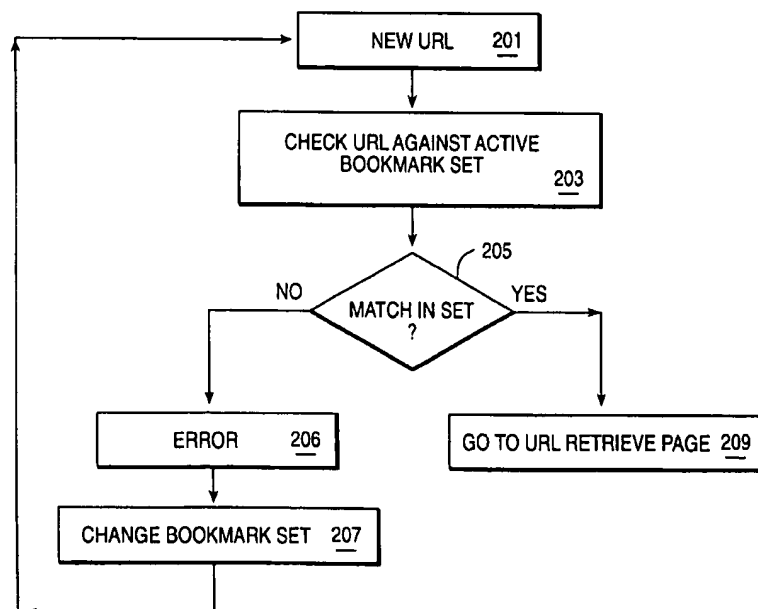 NEW URL 201
CHECK URL AGAINST ACTIVE
BOOKMARK SET
203
205
NO
YES
MATCH IN SET
?
ERROR 206
GO TO URL RETRIEVE PAGE 209
CHANGE BOOKMARK SET 207